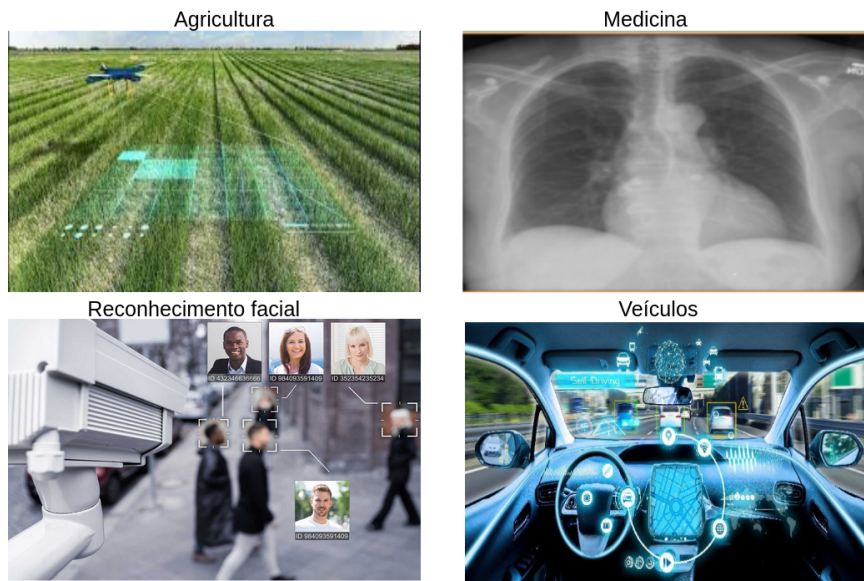 Agricultura
Medicina
Reconhecimento facial
Veículos
ID 432346636666
ID 984093591409
ID 352354235234
ID 984093591409
Self-Driving